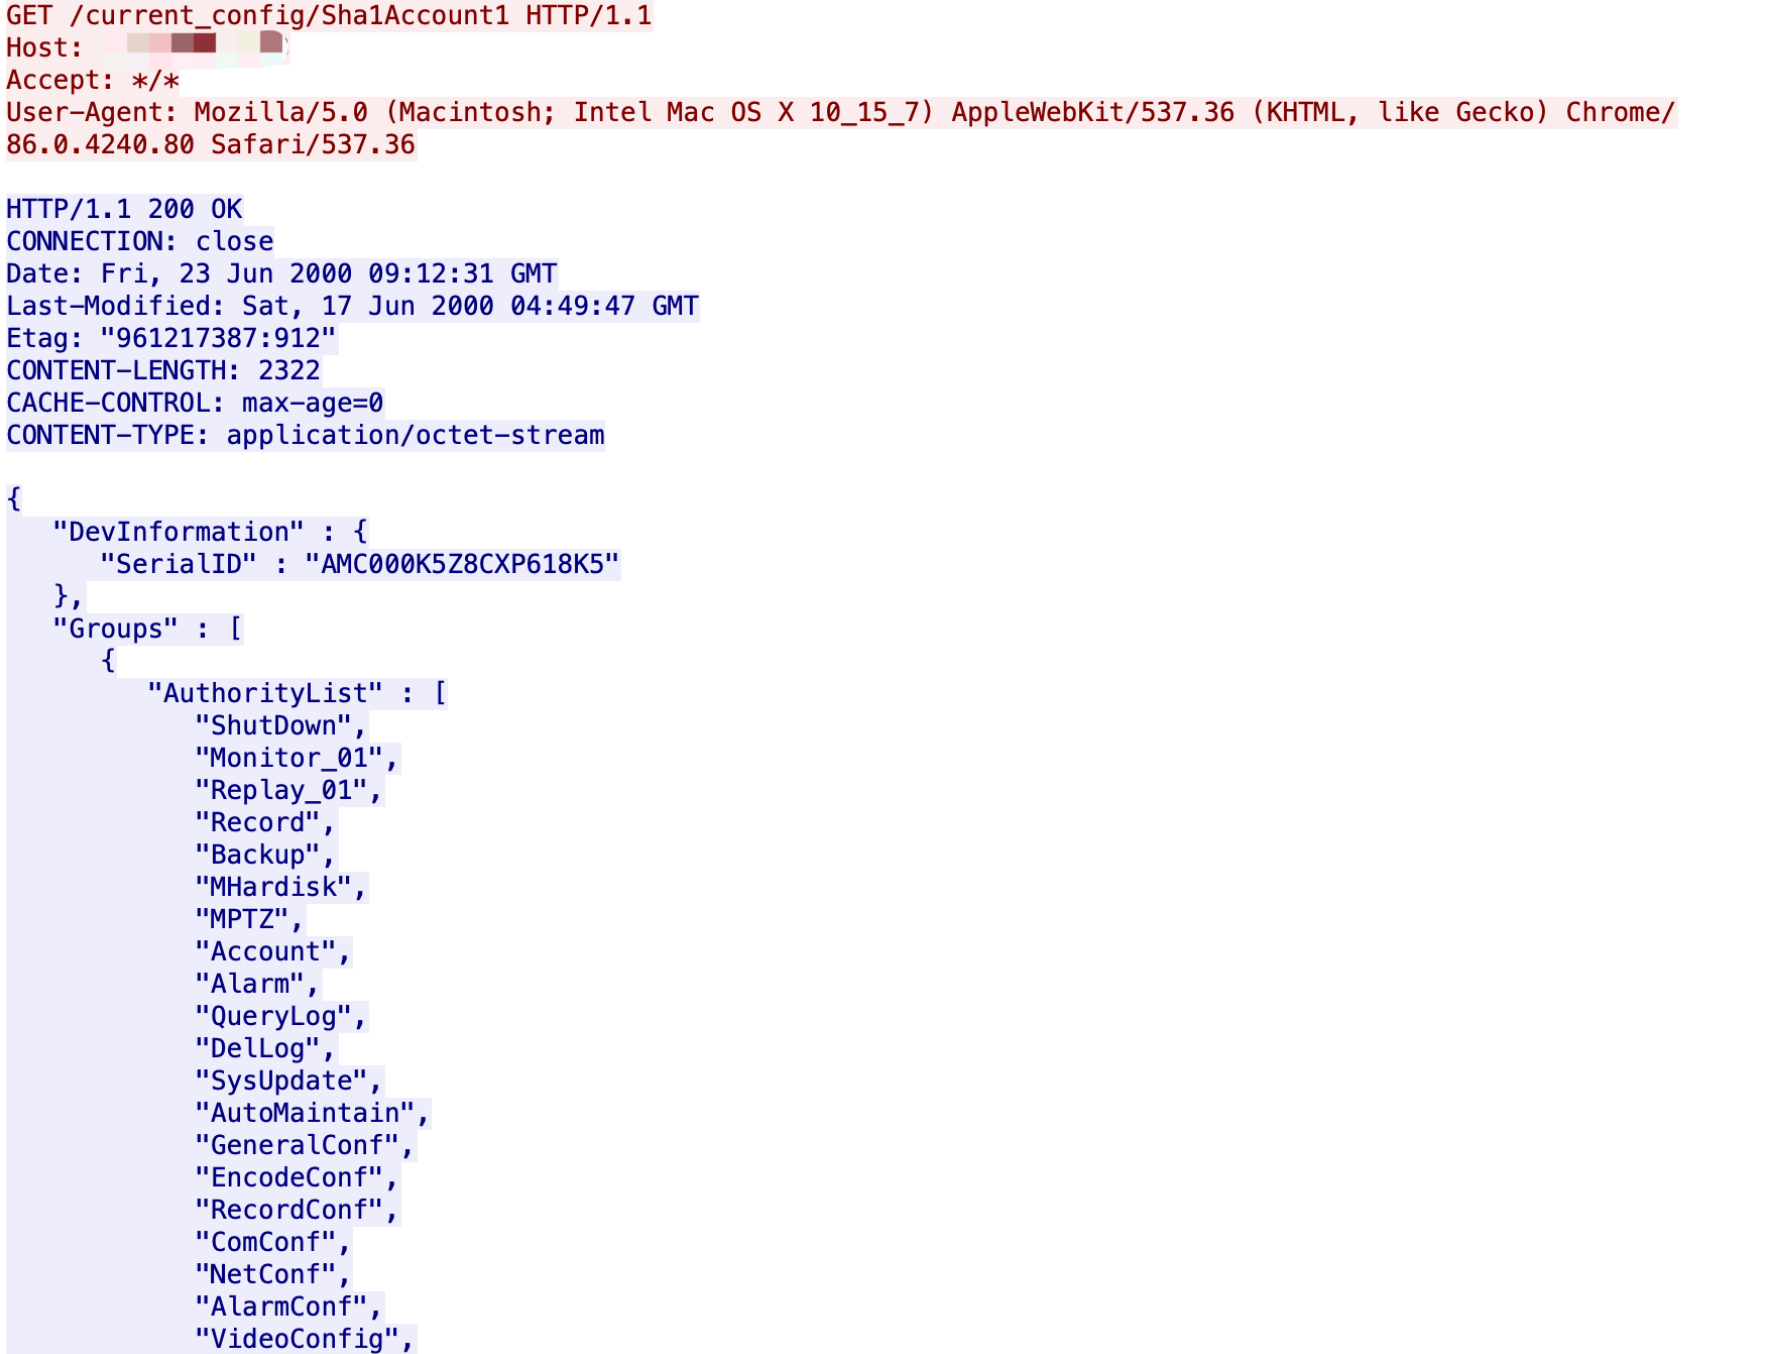 GET /current_config/Sha1Account1 HTTP/1.1
Host:
Accept: */*
User-Agent: Mozilla/5.0 (Macintosh; Intel Mac OS X 10_15_7) AppleWebKit/537.36 (KHTML, like Gecko) Chrome/
86.0.4240.80 Safari/537.36
HTTP/1.1 200 OK
CONNECTION: close
Date: Fri, 23 Jun 2000 09:12:31 GMT
Last-Modified: Sat, 17 Jun 2000 04:49:47 GMT
Etag: "961217387:912"
CONTENT-LENGTH: 2322
CACHE-CONTROL: max-age=0
CONTENT-TYPE: application/octet-stream
{
"DevInformation" : {
"SerialID" : "AMC000K5Z8CXP618K5"
},
"Groups" : [
{
"AuthorityList" : [
"ShutDown",
"Monitor_01",
"Replay_01",
"Record",
"Backup",
"MHardisk",
"MPTZ",
"Account",
"Alarm",
"QueryLog",
"DelLog",
"SysUpdate",
"AutoMaintain",
"GeneralConf",
"EncodeConf",
"RecordConf",
"ComConf",
"NetConf",
"AlarmConf",
"VideoConfig",